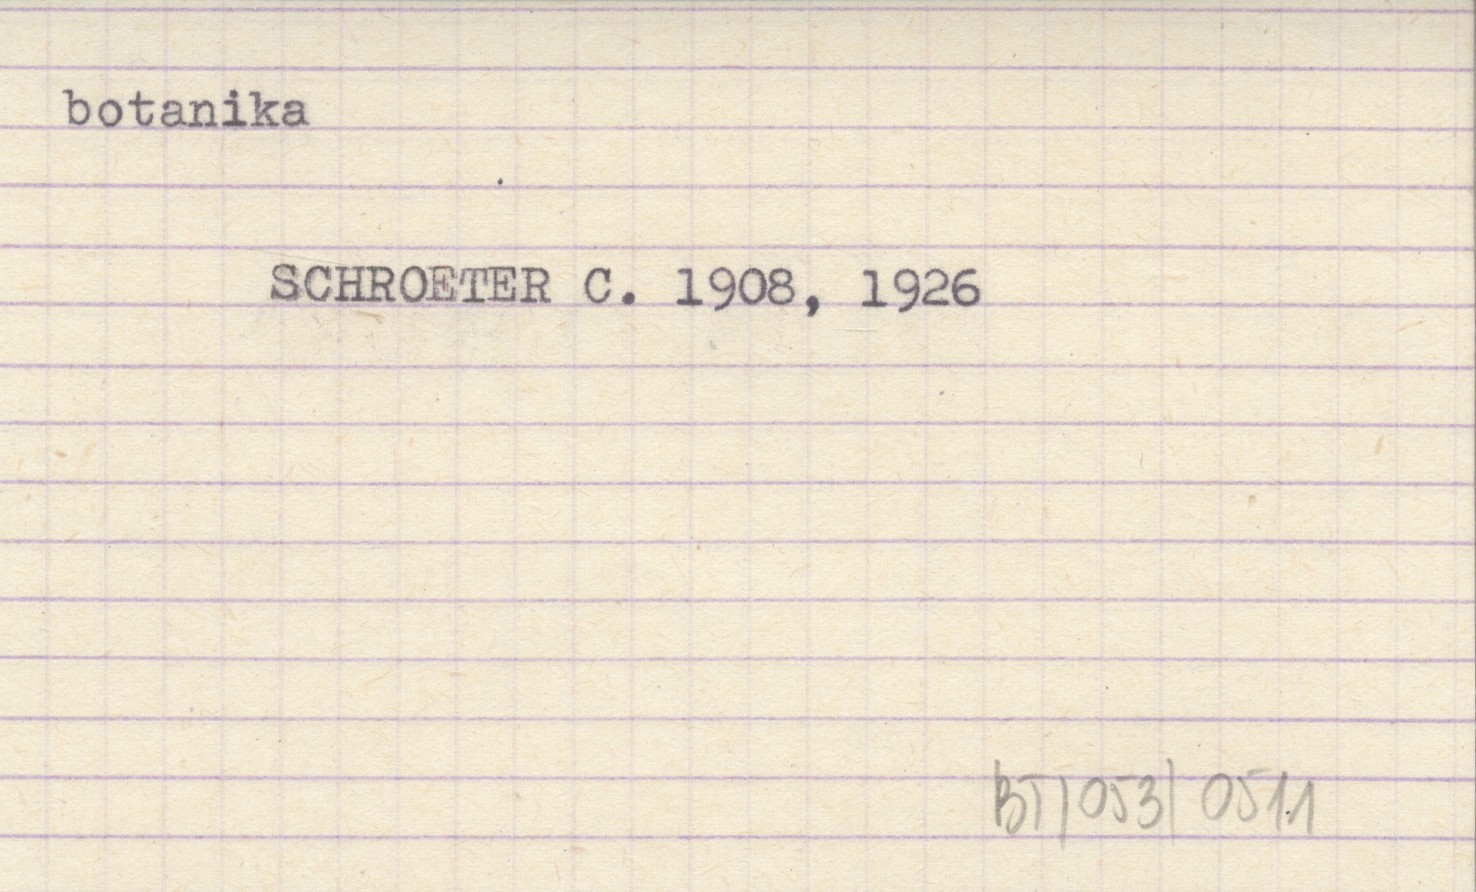 botanika
SCHROETER C. 1908, 1926
BT/053/0511